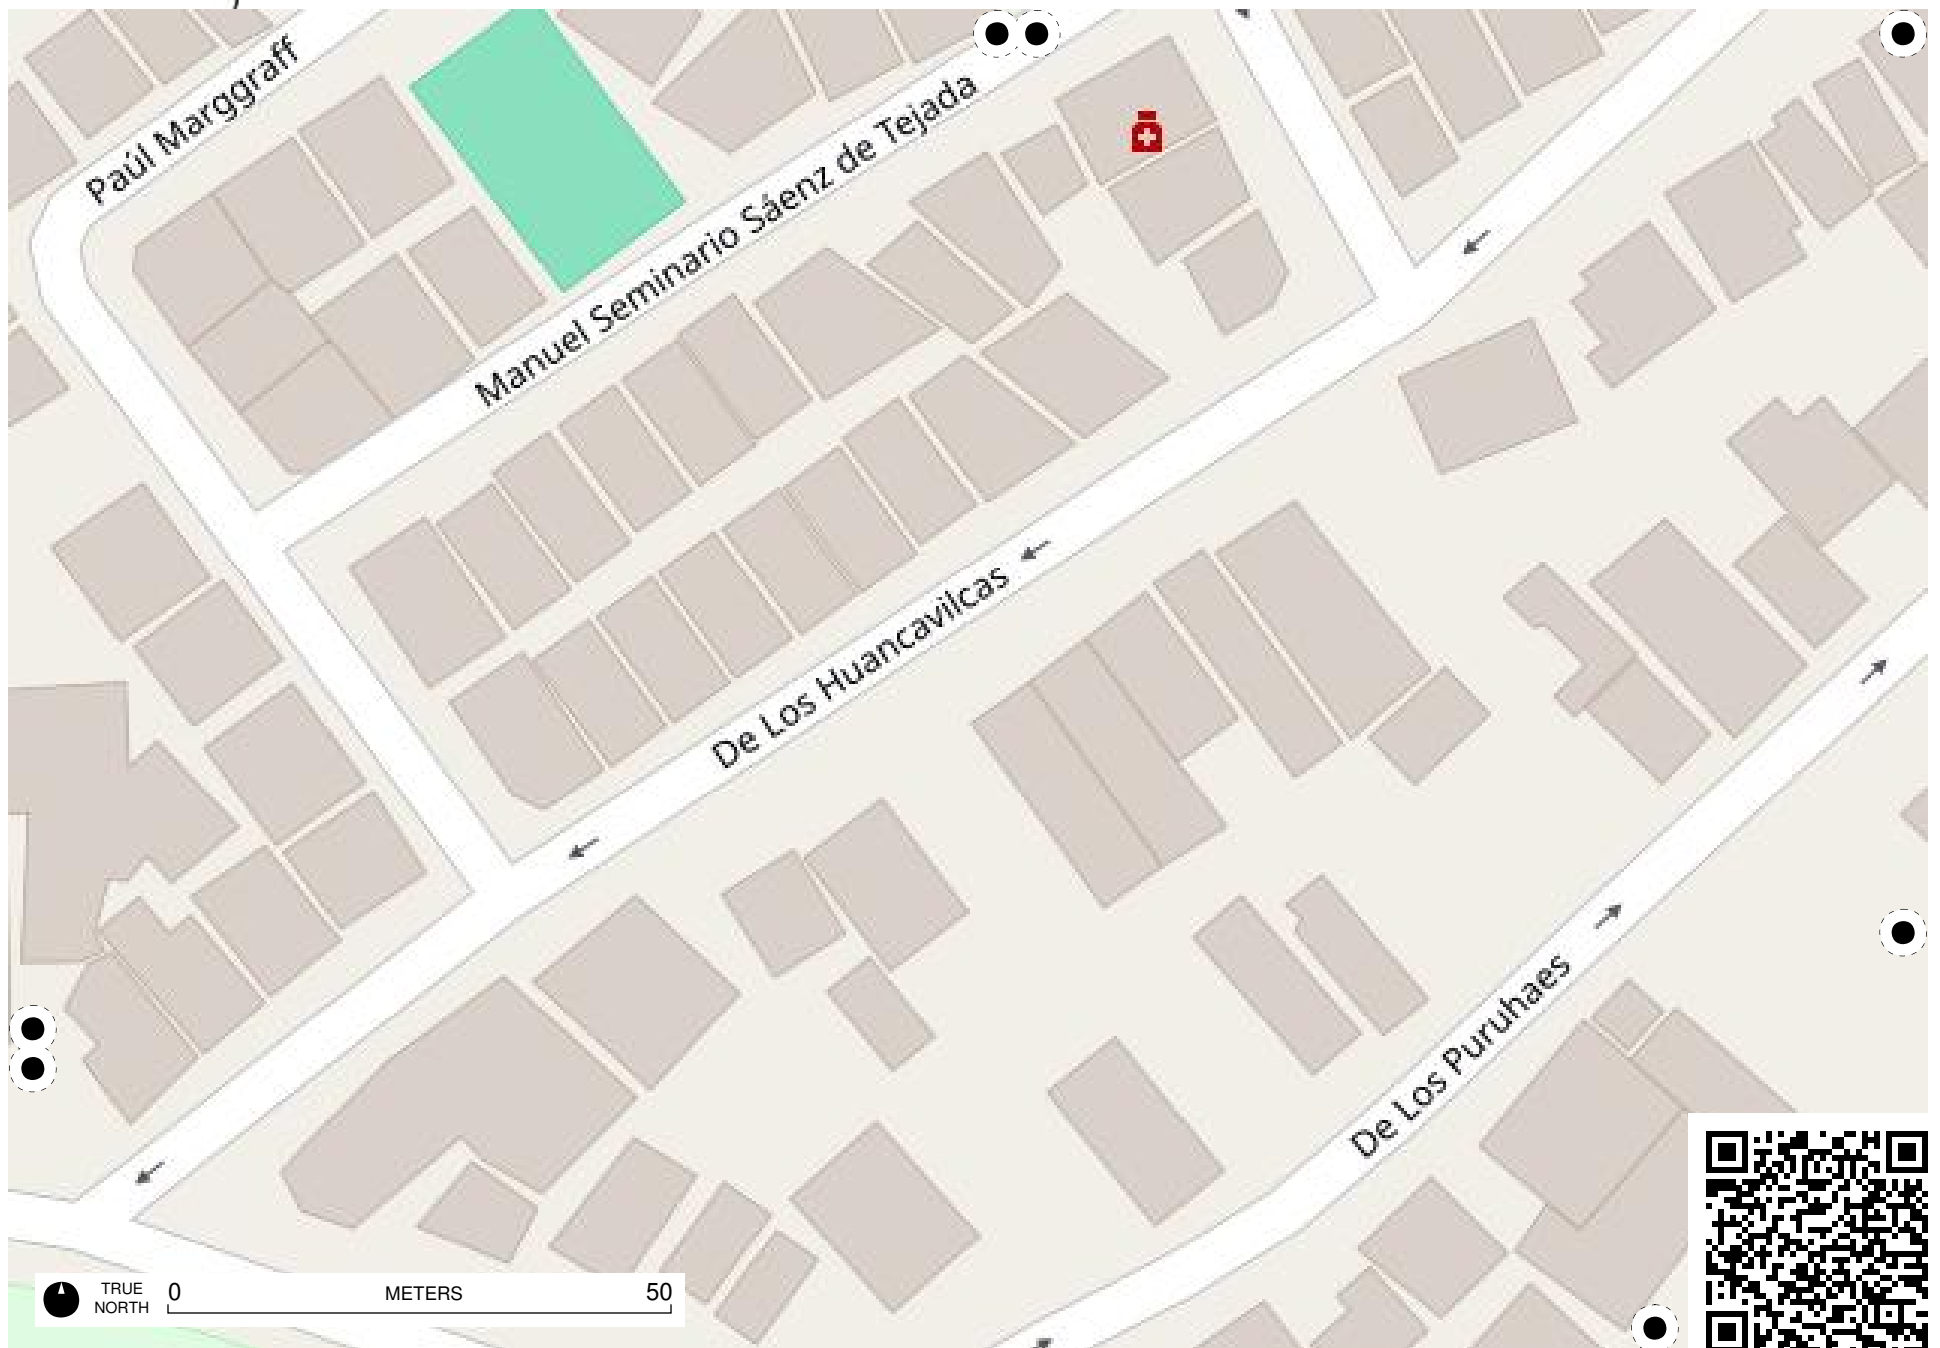 Paúl Marggraff
Manuel Seminario Sáenz de Tejada
De Los Huancavilcas
De Los Puruhaes
TRUE
NORTH
0 METERS 50